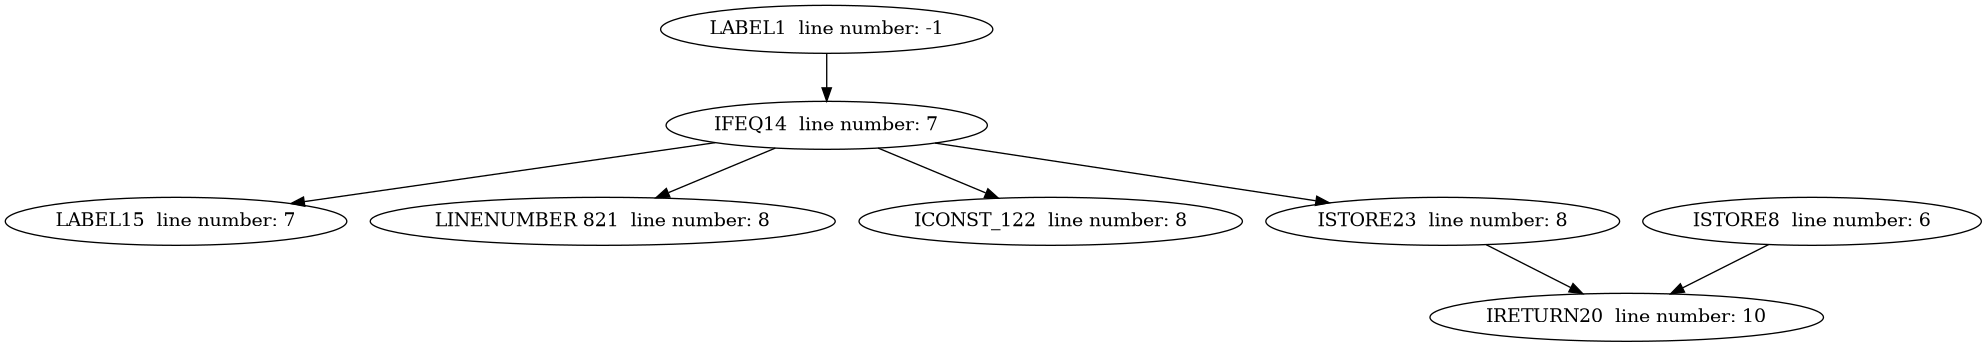 LABEL1  line number: -1
IFEQ14  line number: 7
LABEL15  line number: 7
LINENUMBER 821  line number: 8
ICONST_122  line number: 8
ISTORE23  line number: 8
ISTORE8  line number: 6
IRETURN20  line number: 10